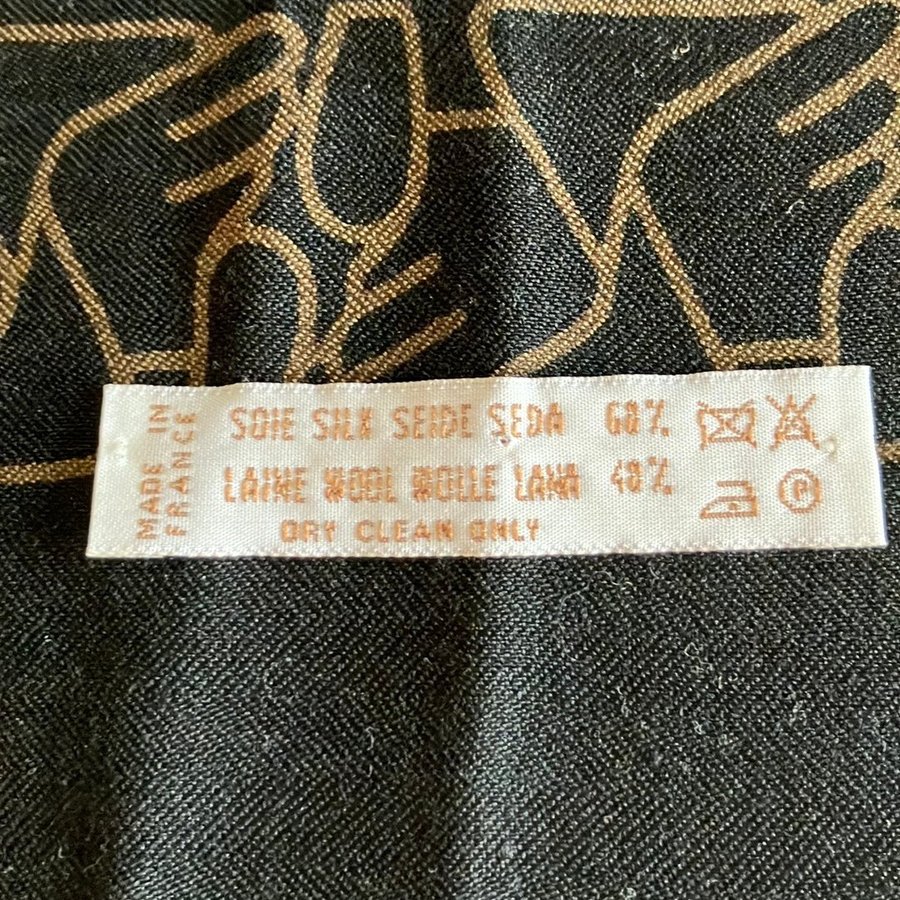 MADE IN
FRANCE
SOIE SILK SEIDE SEDA 60%
LAINE WOOL WOLLE LANA 40%
DRY CLEAN ONLY
P